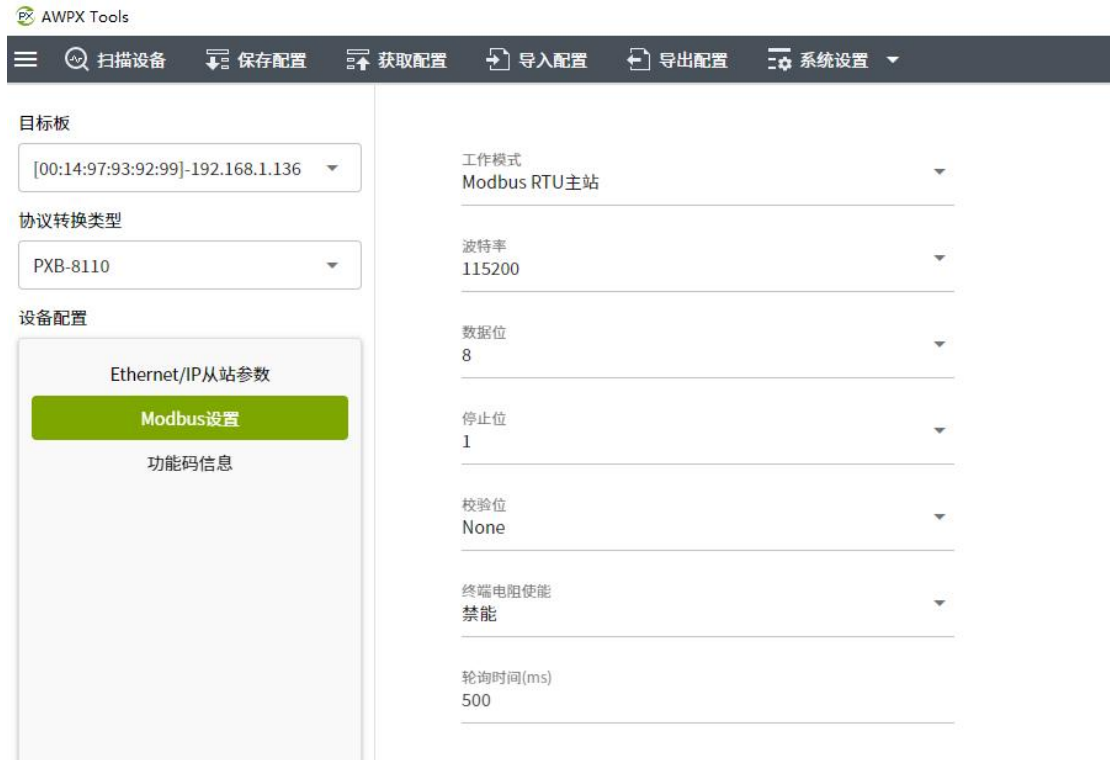 AWPX Tools
扫描设备 保存配置 获取配置 导入配置 导出配置 系统设置
目标板
[00:14:97:93:92:99]-192.168.1.136
协议转换类型
PXB-8110
设备配置
Ethernet/IP从站参数
Modbus设置
功能码信息
工作模式
Modbus RTU主站
波特率
115200
数据位
8
停止位
1
校验位
None
终端电阻使能
禁能
轮询时间(ms)
500